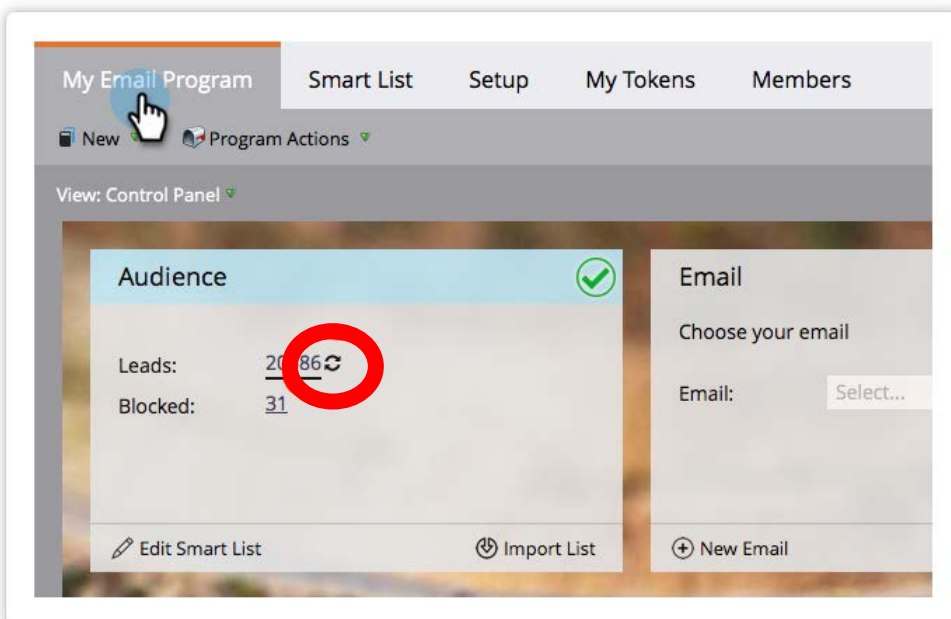 My Email Program Smart List Setup My Tokens Members
New Program Actions
View: Control Panel
Audience
Leads:
Blocked: 31
Edit Smart List Import List
Email
Choose your email
Email: Select...
New Email